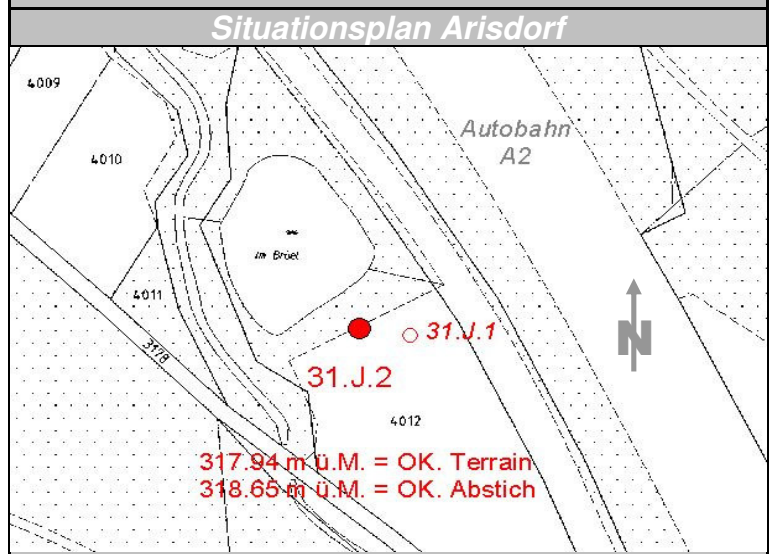 Situationsplan Arisdorf
4009
Autobahn
A2
4010
Im Brüel
4011
31.J.1
N
3178
31.J.2
4012
317.94 m ü.M. = OK. Terrain
318.65 m ü.M. = OK. Abstich